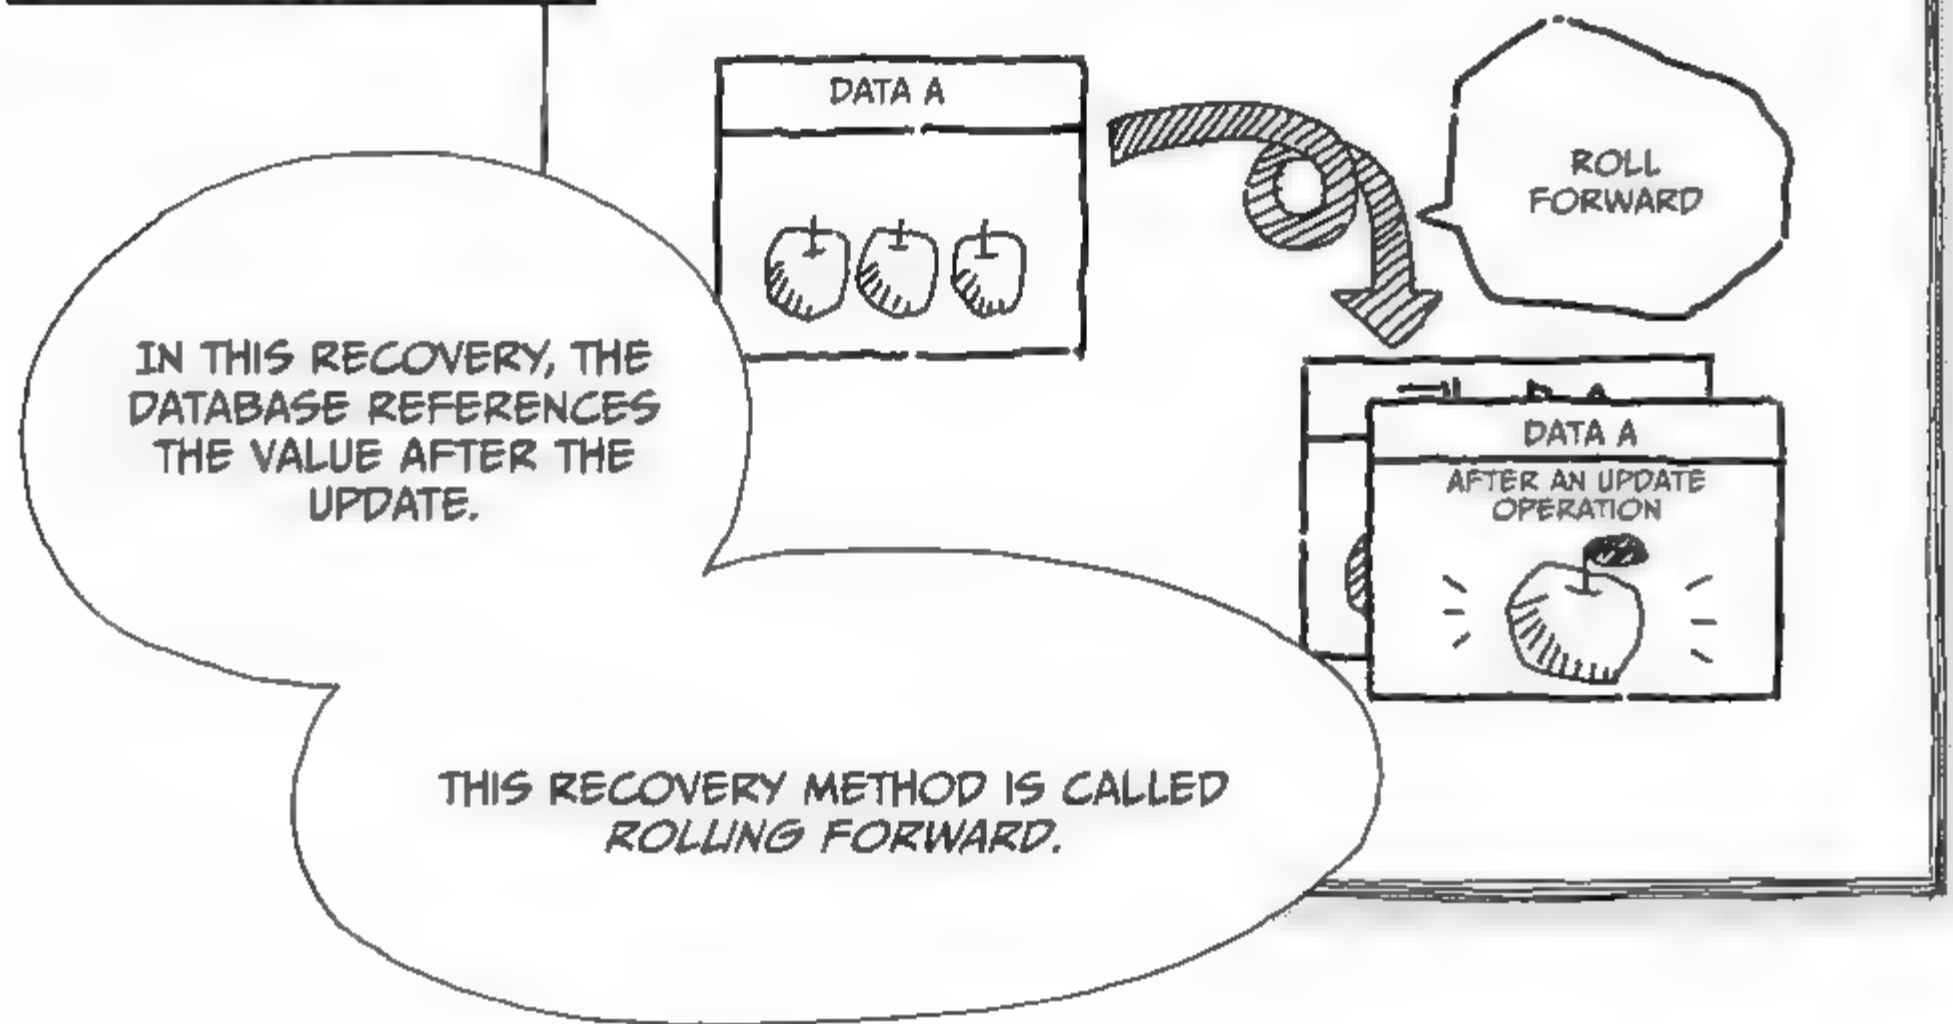 DATA A
ROLL
FORWARD
IN THIS RECOVERY, THE
DATABASE REFERENCES
THE VALUE AFTER THE
UPDATE.
DATA A
AFTER AN UPDATE
OPERATION
THIS RECOVERY METHOD IS CALLED
ROLLING FORWARD.